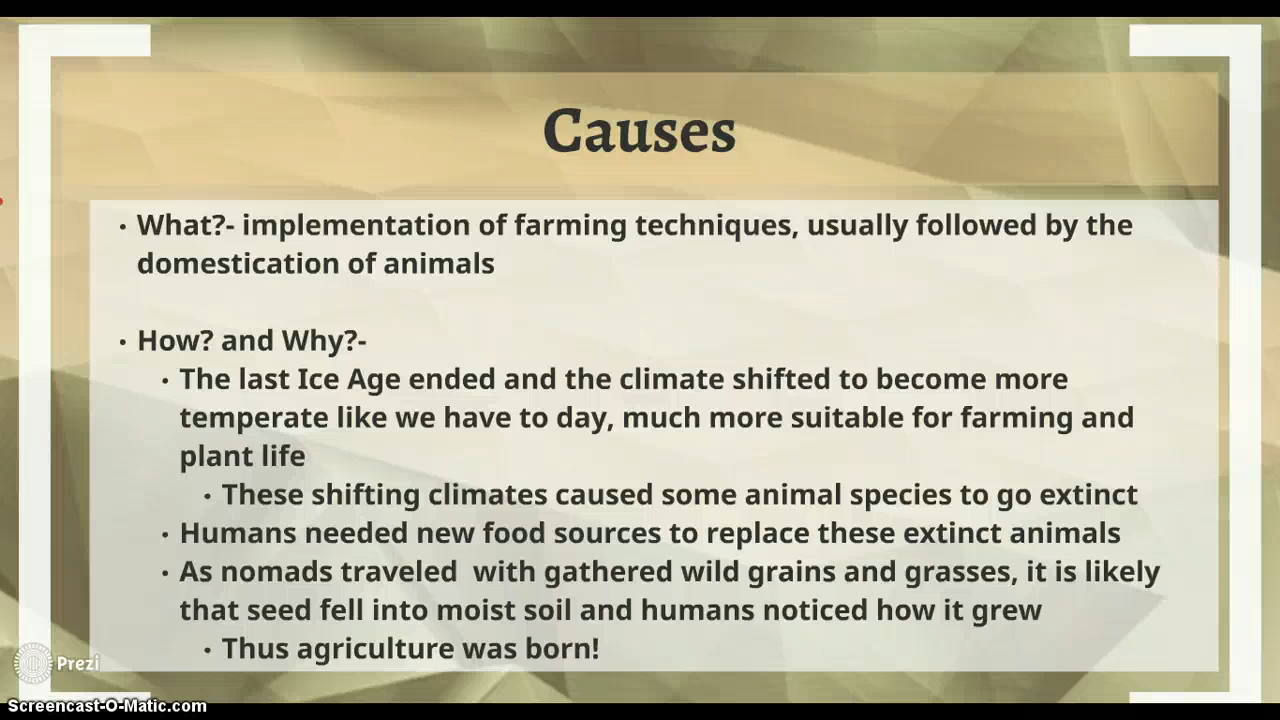 Causes
• What?- implementation of farming techniques, usually followed by the
domestication of animals
• How? and Why?-
• The last Ice Age ended and the climate shifted to become more
temperate like we have to day, much more suitable for farming and
plant life
• These shifting climates caused some animal species to go extinct
• Humans needed new food sources to replace these extinct animals
• As nomads traveled  with gathered wild grains and grasses, it is likely
that seed fell into moist soil and humans noticed how it grew
• Thus agriculture was born!
Prezi
Screencast-O-Matic.com